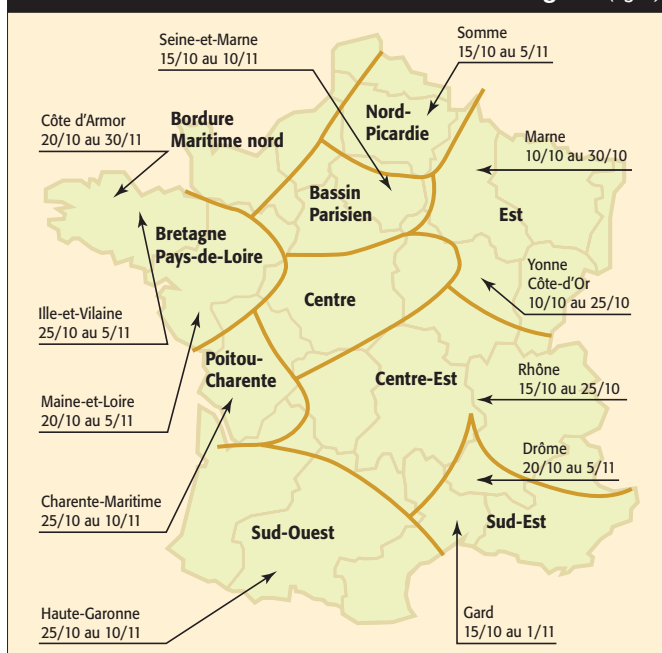 Seine-et-Marne
15/10 au 10/11
Somme
15/10 au 5/11
Côte d'Armor
20/10 au 30/11
Bordure
Maritime nord
Nord-
Picardie
Marne
10/10 au 30/10
Bassin
Parisien
Est
Bretagne
Pays-de-Loire
Yonne
Côte-d'Or
10/10 au 25/10
Centre
Ille-et-Vilaine
25/10 au 5/11
Poitou-
Charente
Centre-Est
Rhône
15/10 au 25/10
Maine-et-Loire
20/10 au 5/11
Drôme
20/10 au 5/11
Charente-Maritime
25/10 au 10/11
Sud-Ouest
Sud-Est
Haute-Garonne
25/10 au 10/11
Gard
15/10 au 1/11